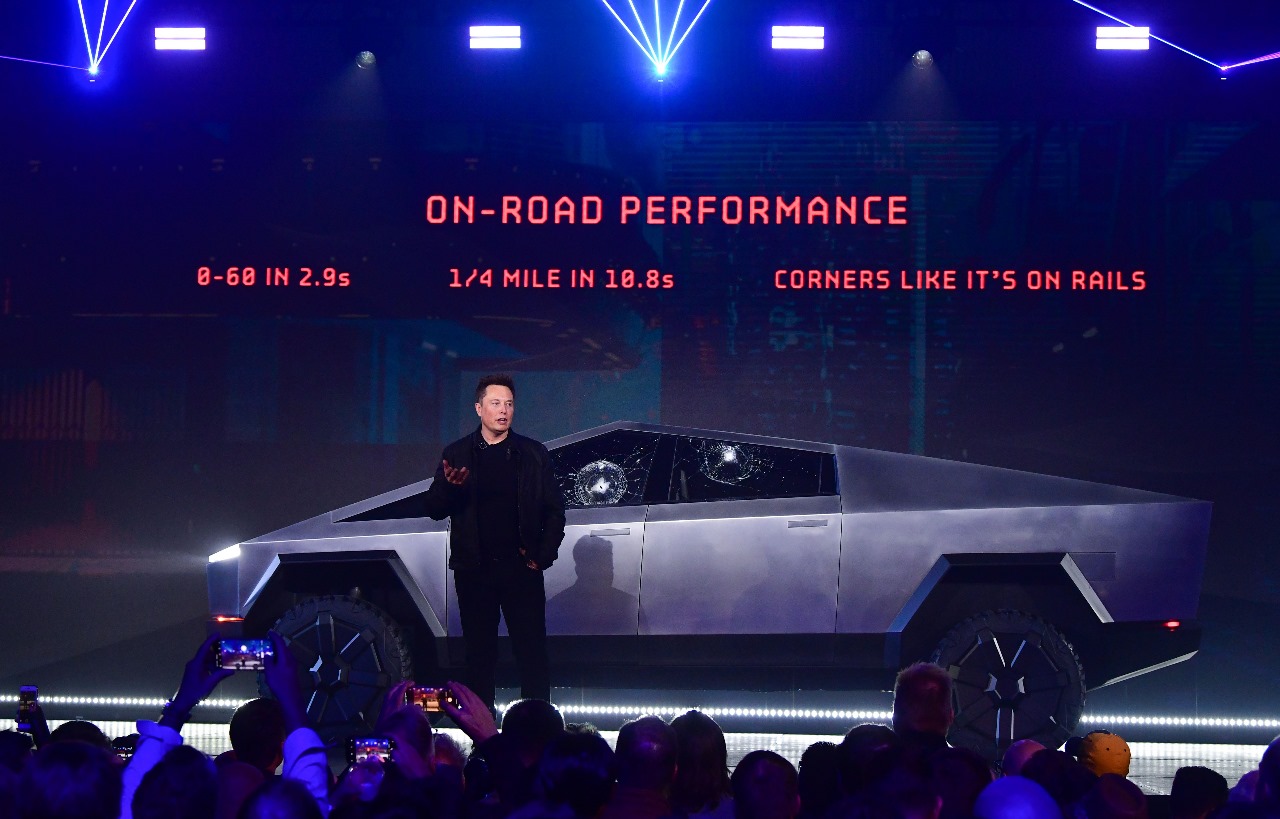 ON-ROAD PERFORMANCE
0-60 IN 2.9s
1/4 MILE IN 10.8s
CORNERS LIKE IT'S ON RAILS